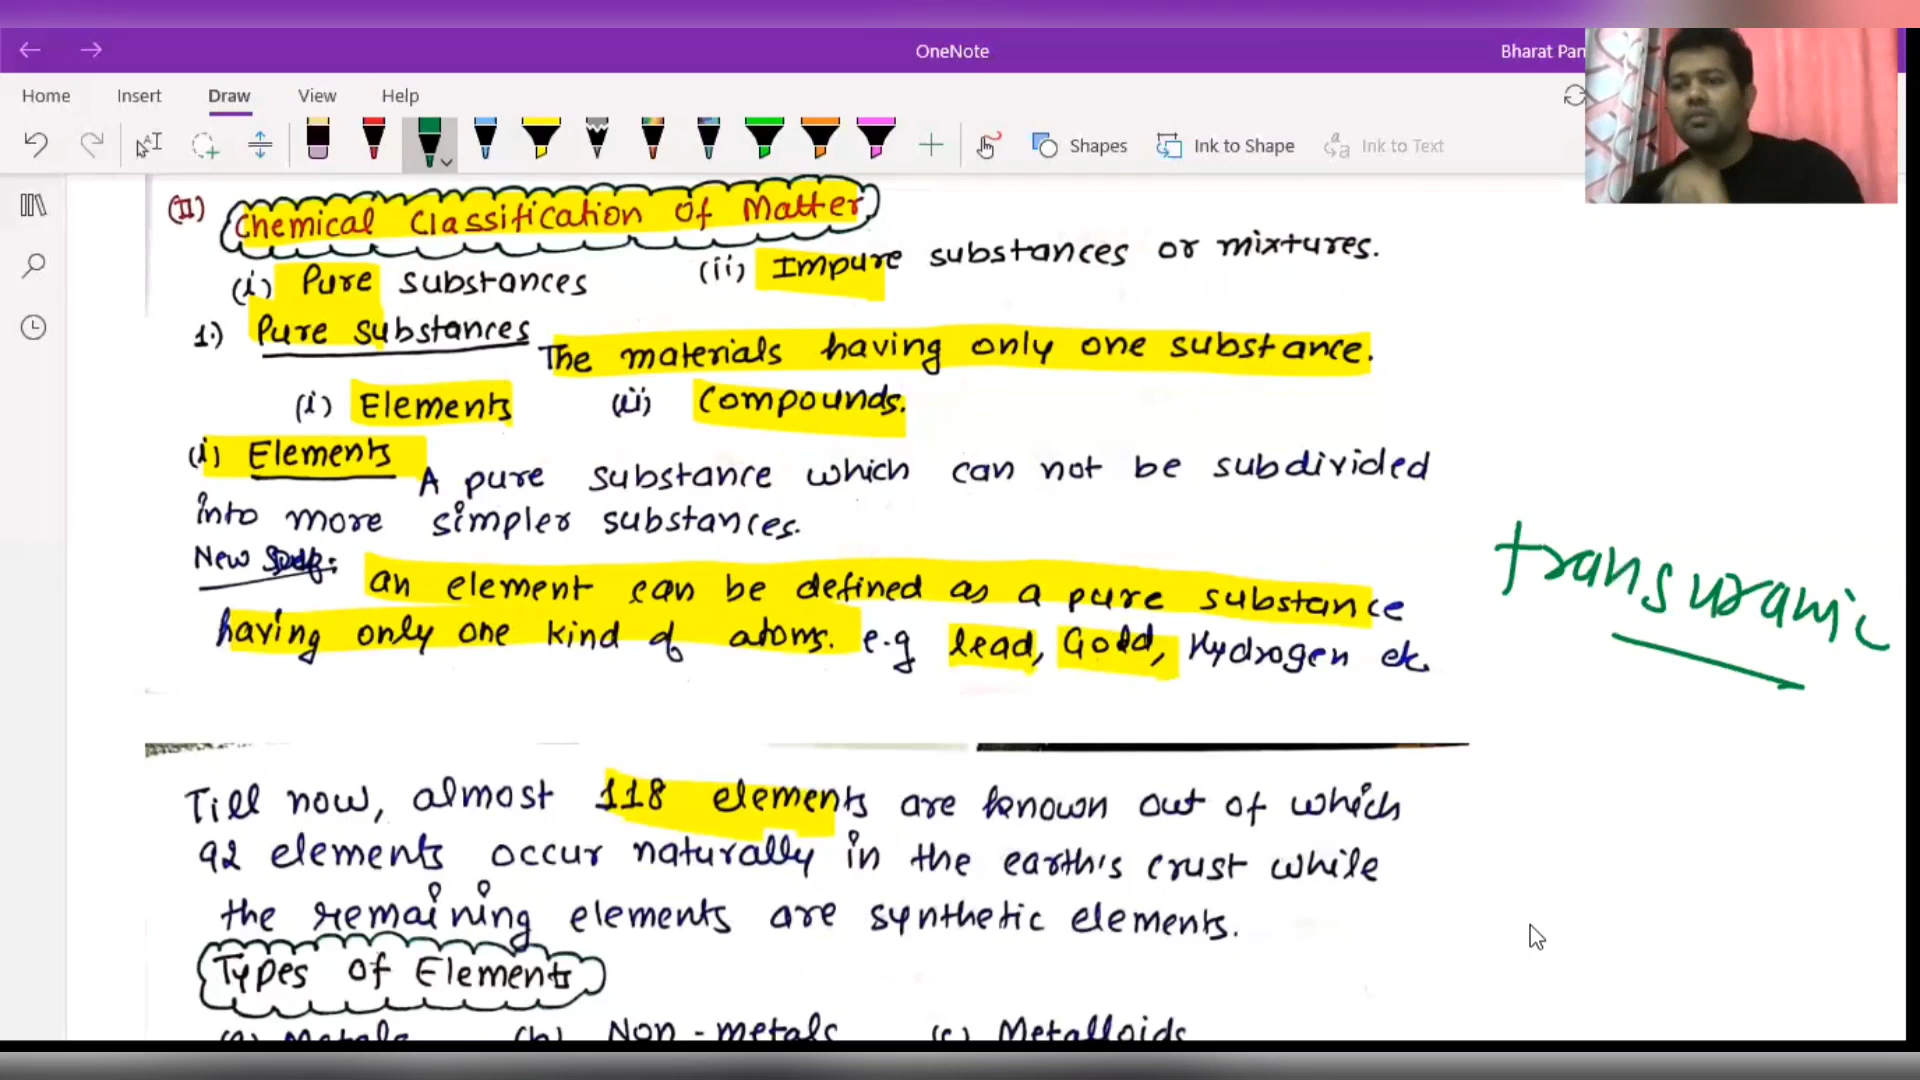 OneNote
Bharat Pan
Home Insert Draw View Help
Shapes Ink to Shape Ink to Text
(II) Chemical Classification of Matter
(i) Pure substances (ii) Impure substances or mixtures.
1.) Pure substances The materials having only one substance.
(i) Elements (ii) Compounds.
(i) Elements A pure substance which can not be subdivided
into more simpler substances.
New
an element can be defined as a pure substance
having only one kind of atoms. e.g lead, Gold, Hydrogen etc.
transuranic
Till now, almost 118 elements are known out of which
92 elements occur naturally in the earth's crust while
the remaining elements are synthetic elements.
Types of Elements
(a) Metals (b) Non-metals (c) Metalloids